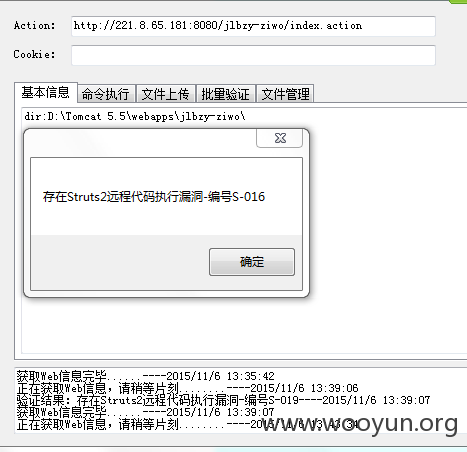 Action: http://221.8.65.181:8080/jlbzy-ziwo/index.action
Cookie:
基本信息 命令执行 文件上传 批量验证 文件管理
dir:D:\Tomcat 5.5\webapps\jlbzy-ziwo\
存在Struts2远程代码执行漏洞-编号S-016
确定
获取Web信息完毕......----2015/11/6 13:35:42
正在获取Web信息，请稍等片刻........----2015/11/6 13:39:06
验证结果：存在Struts2远程代码执行漏洞-编号S-019----2015/11/6 13:39:07
获取Web信息完毕......----2015/11/6 13:39:07
正在获取Web信息，请稍等片刻........----2015/11/6 13:43:34
www.wooyun.org